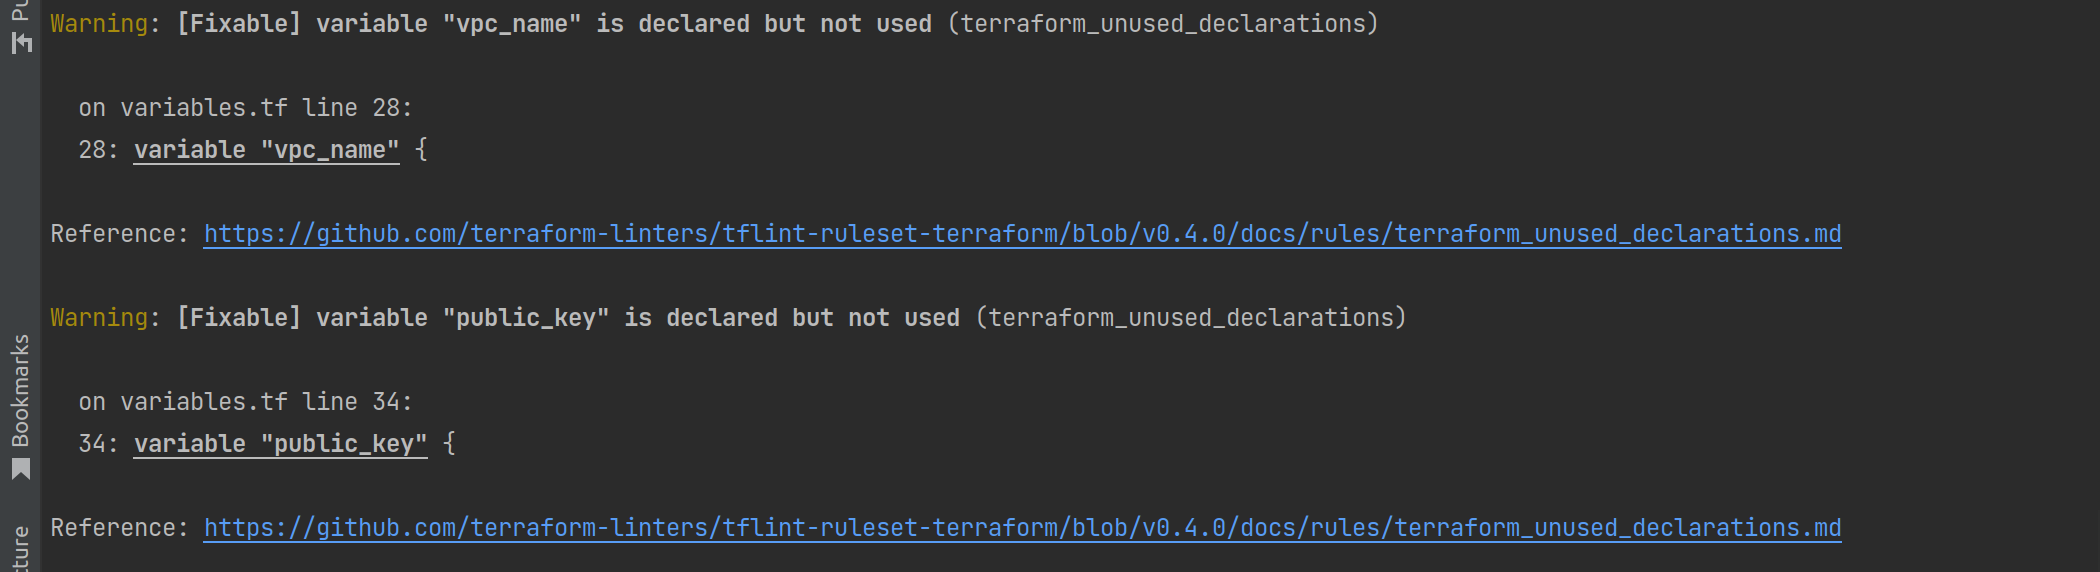 Warning: [Fixable] variable "vpc_name" is declared but not used (terraform_unused_declarations)
on variables.tf line 28:
28: variable "vpc_name" {
Reference: https://github.com/terraform-linters/tflint-ruleset-terraform/blob/v0.4.0/docs/rules/terraform_unused_declarations.md
Warning: [Fixable] variable "public_key" is declared but not used (terraform_unused_declarations)
on variables.tf line 34:
34: variable "public_key" {
Reference: https://github.com/terraform-linters/tflint-ruleset-terraform/blob/v0.4.0/docs/rules/terraform_unused_declarations.md
Bookmarks